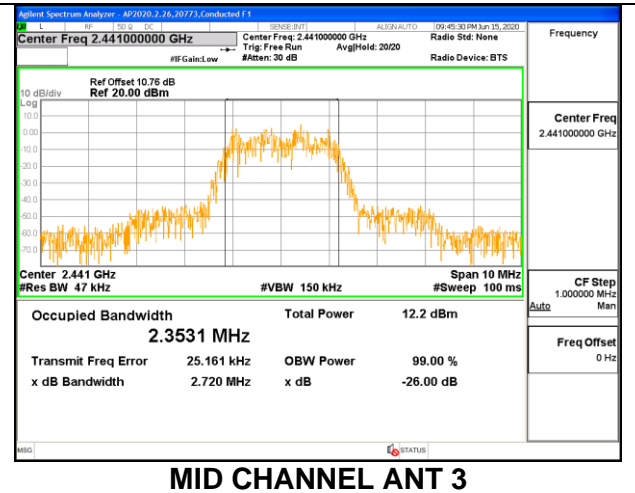 Agilent Spectrum Analyzer - AP2020.2.26,20773,Conducted F1
L RF 50 Ω DC SENSE:INT ALIGN AUTO 09:45:30 PM Jun 15, 2020
Center Freq 2.441000000 GHz Center Freq: 2.441000000 GHz Radio Std: None
Trig: Free Run Avg|Hold: 20/20
#IFGain:Low #Atten: 30 dB Radio Device: BTS
Ref Offset 10.76 dB
10 dB/div Ref 20.00 dBm
Log
10.0
0.00
-10.0
-20.0
-30.0
-40.0
-50.0
-60.0
-70.0
Center 2.441 GHz Span 10 MHz
#Res BW 47 kHz #VBW 150 kHz #Sweep 100 ms
Occupied Bandwidth Total Power 12.2 dBm
2.3531 MHz
Transmit Freq Error 25.161 kHz OBW Power 99.00 %
x dB Bandwidth 2.720 MHz x dB -26.00 dB
MSG STATUS
Frequency
Center Freq
2.441000000 GHz
CF Step
1.000000 MHz
Auto Man
Freq Offset
0 Hz
MID CHANNEL ANT 3